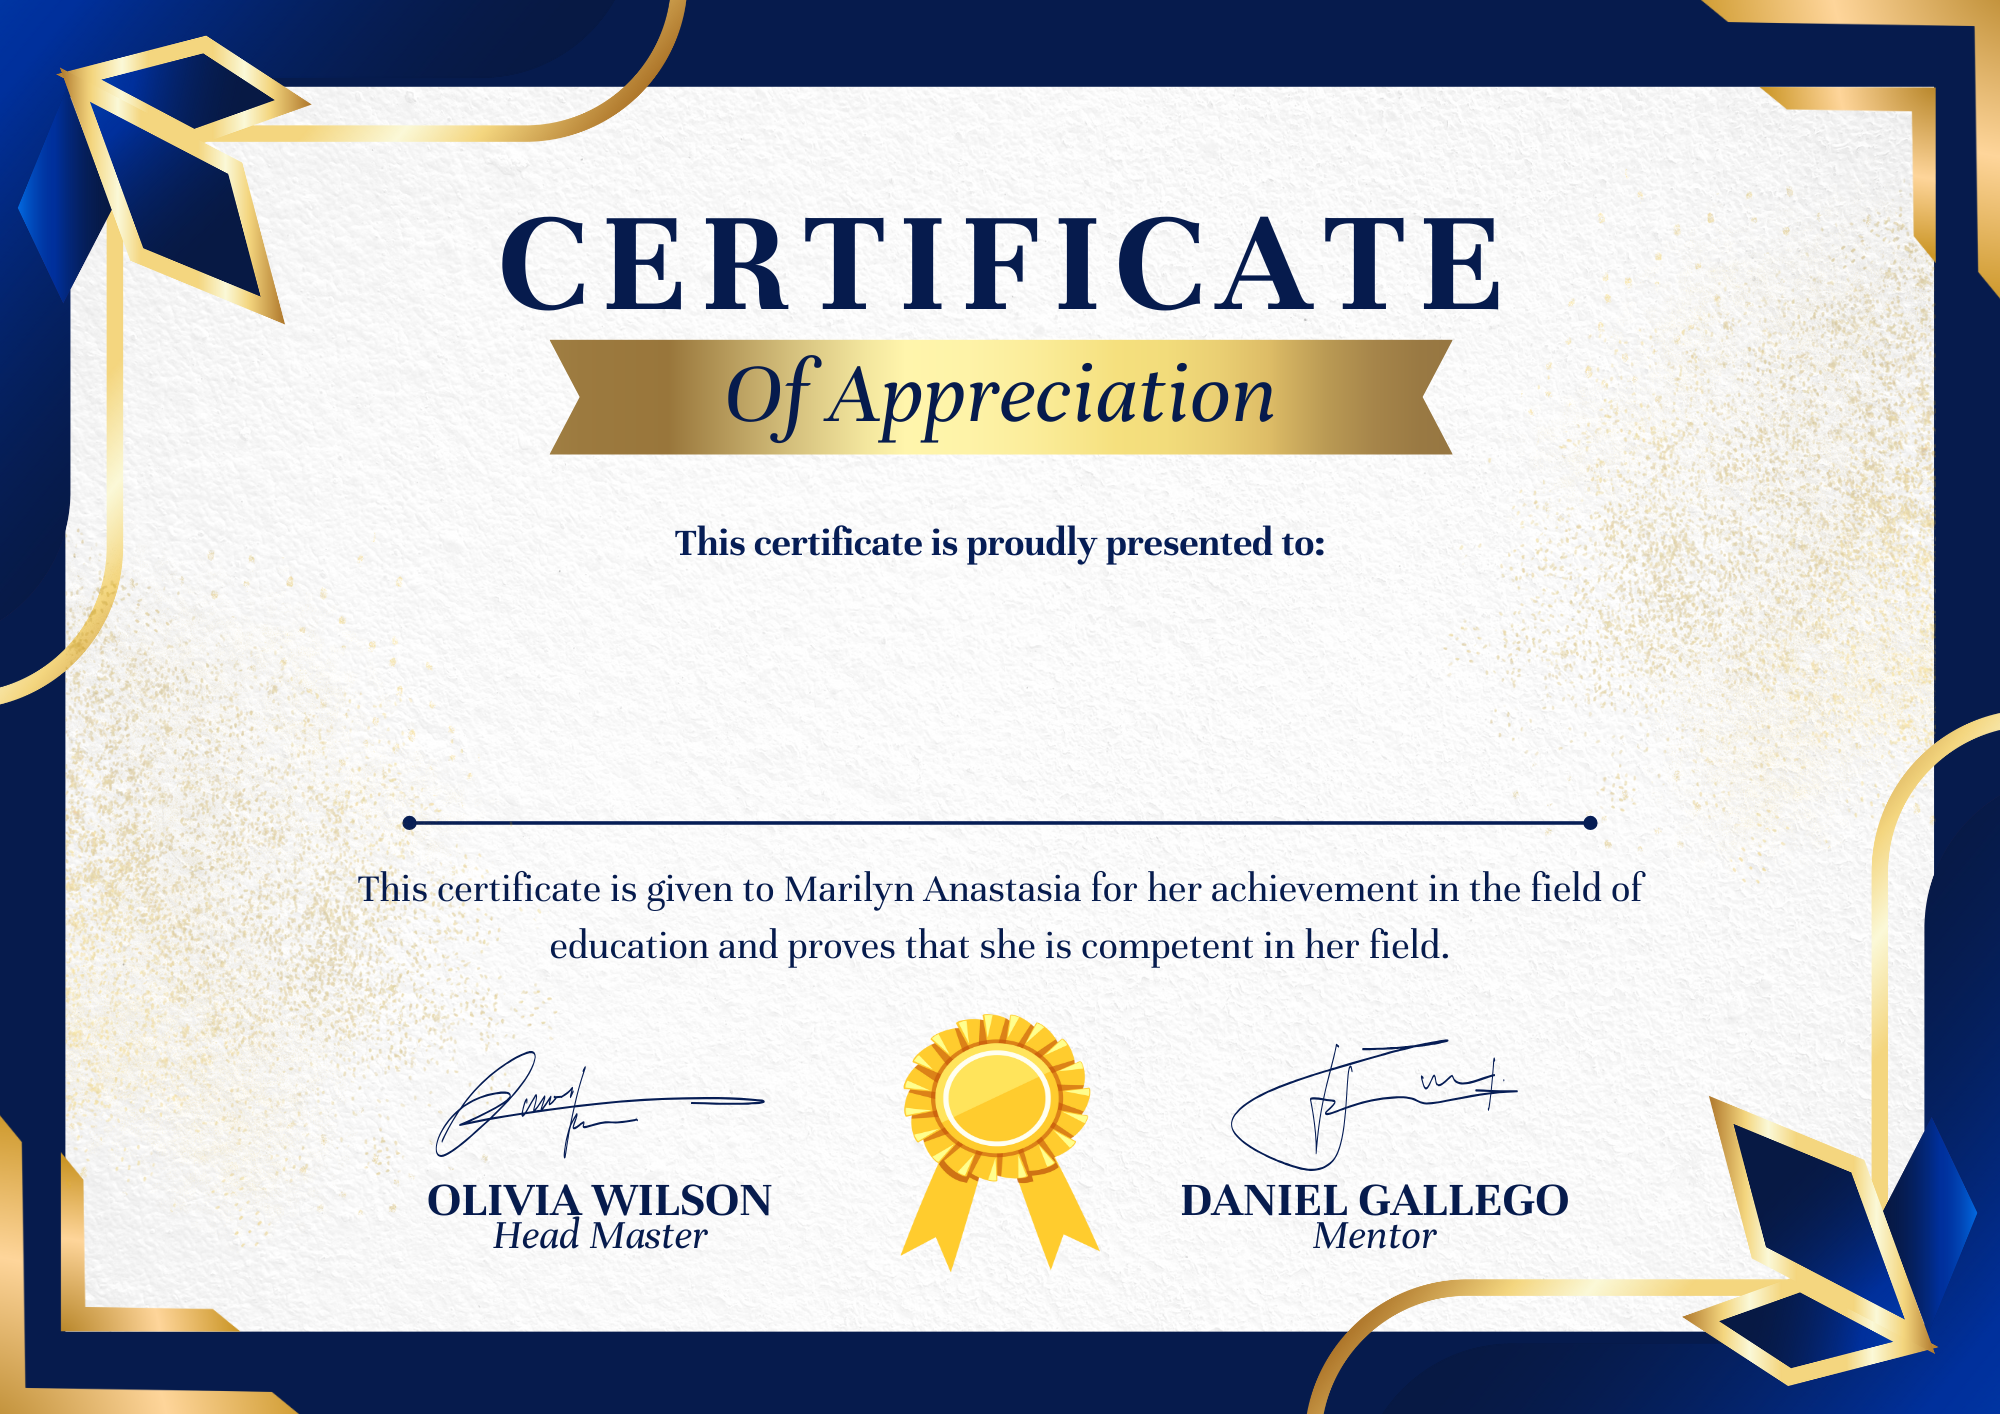 CERTIFICATE
Of Appreciation
This certificate is proudly presented to:
This certificate is given to Marilyn Anastasia for her achievement in the field of
education and proves that she is competent in her field.
OLIVIA WILSON
Head Master
DANIEL GALLEGO
Mentor